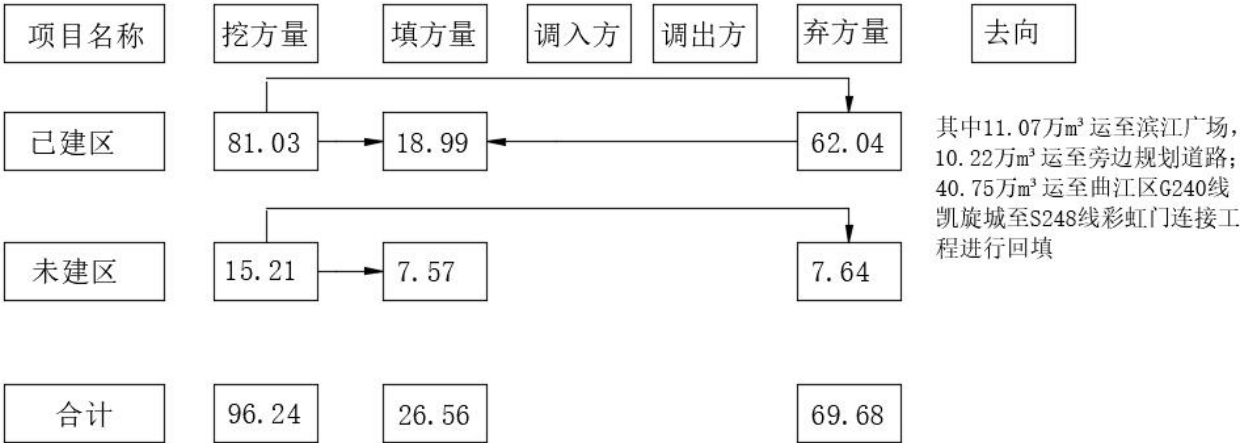 项目名称 挖方量 填方量 调入方 调出方 弃方量 去向
已建区 81.03 18.99 62.04
其中11.07万m³运至滨江广场，
10.22万m³运至旁边规划道路；
40.75万m³运至曲江区G240线
凯旋城至S248线彩虹门连接工
程进行回填
未建区 15.21 7.57 7.64
合计 96.24 26.56 69.68